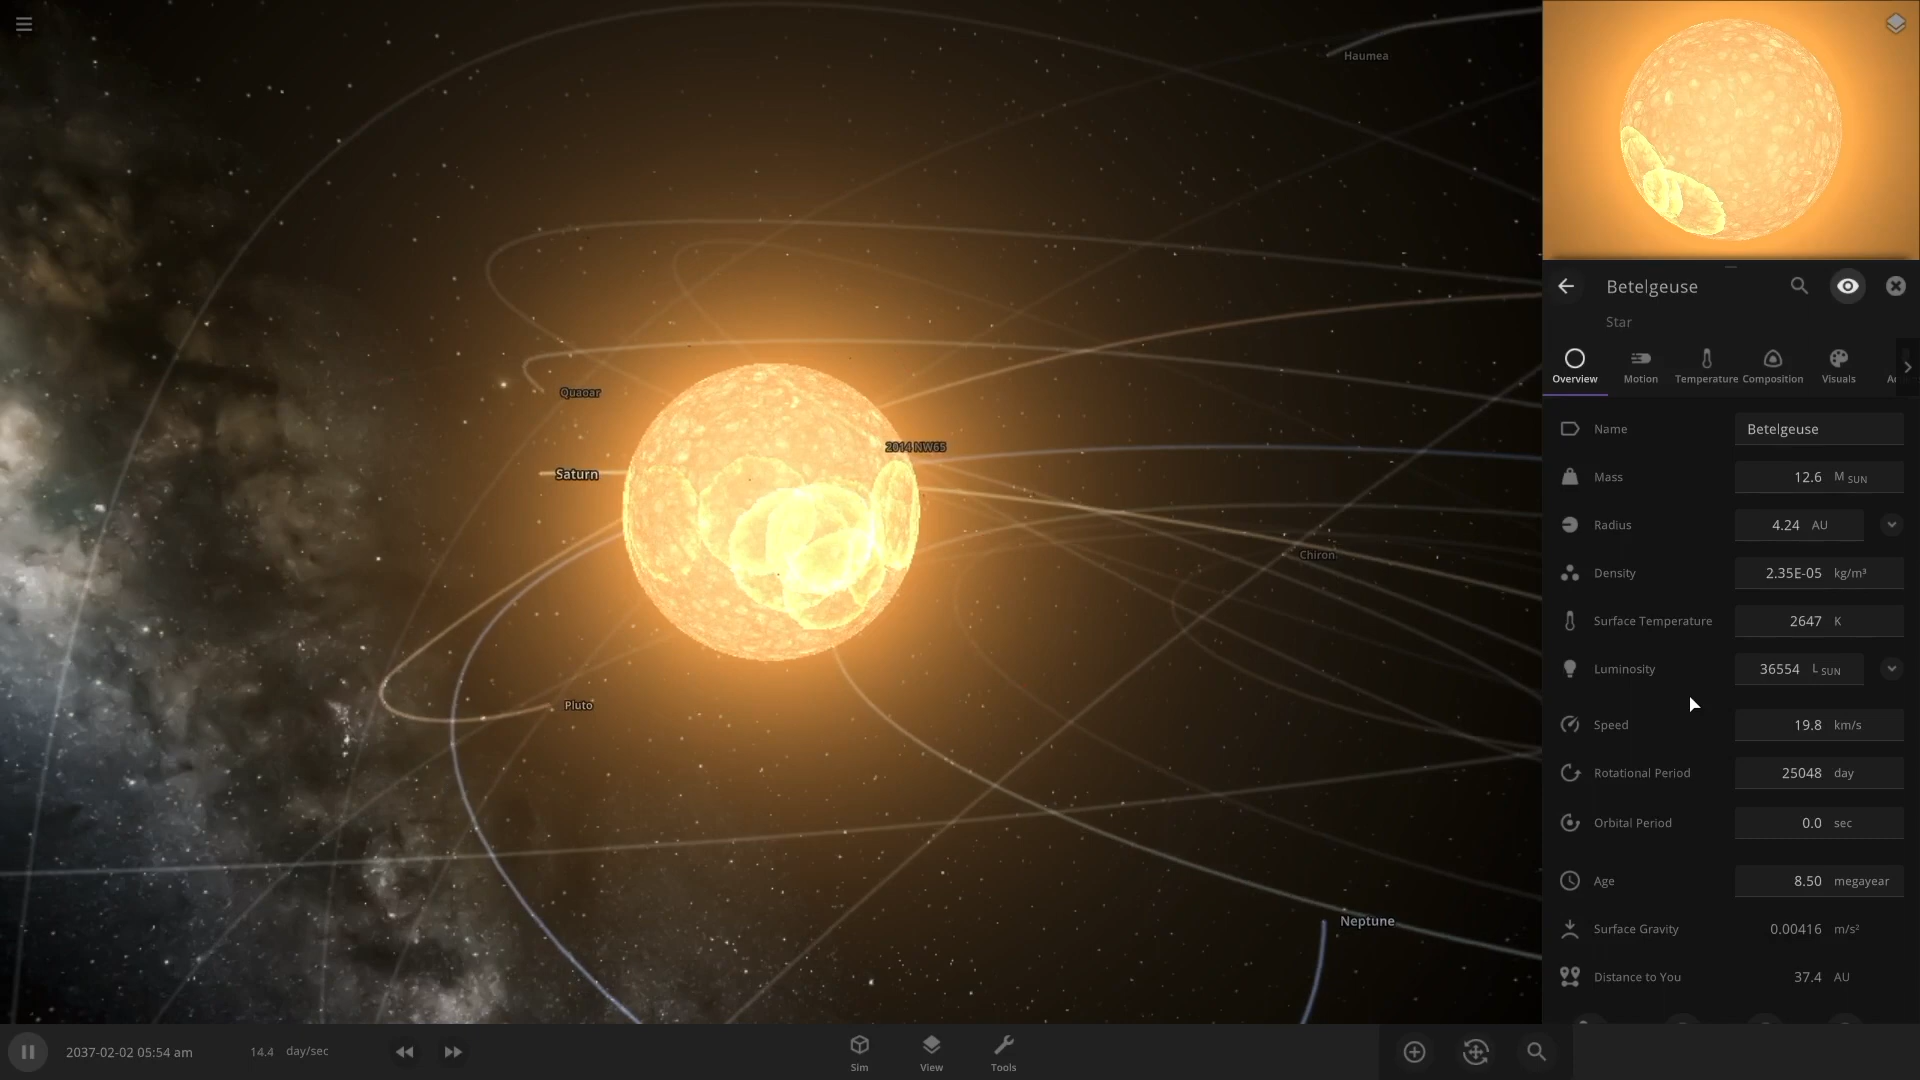 Haumea
Quaoar
2014 NW65
Saturn
Chiron
Pluto
Neptune
Betelgeuse
Star
Overview
Motion
Temperature
Composition
Visuals
Name
Betelgeuse
Mass
12.6 M SUN
Radius
4.24 AU
Density
2.35E-05 kg/m³
Surface Temperature
2647 K
Luminosity
36554 L SUN
Speed
19.8 km/s
Rotational Period
25048 day
Orbital Period
0.0 sec
Age
8.50 megayear
Surface Gravity
0.00416 m/s²
Distance to You
37.4 AU
2037-02-02 05:54 am
14.4 day/sec
Sim
View
Tools